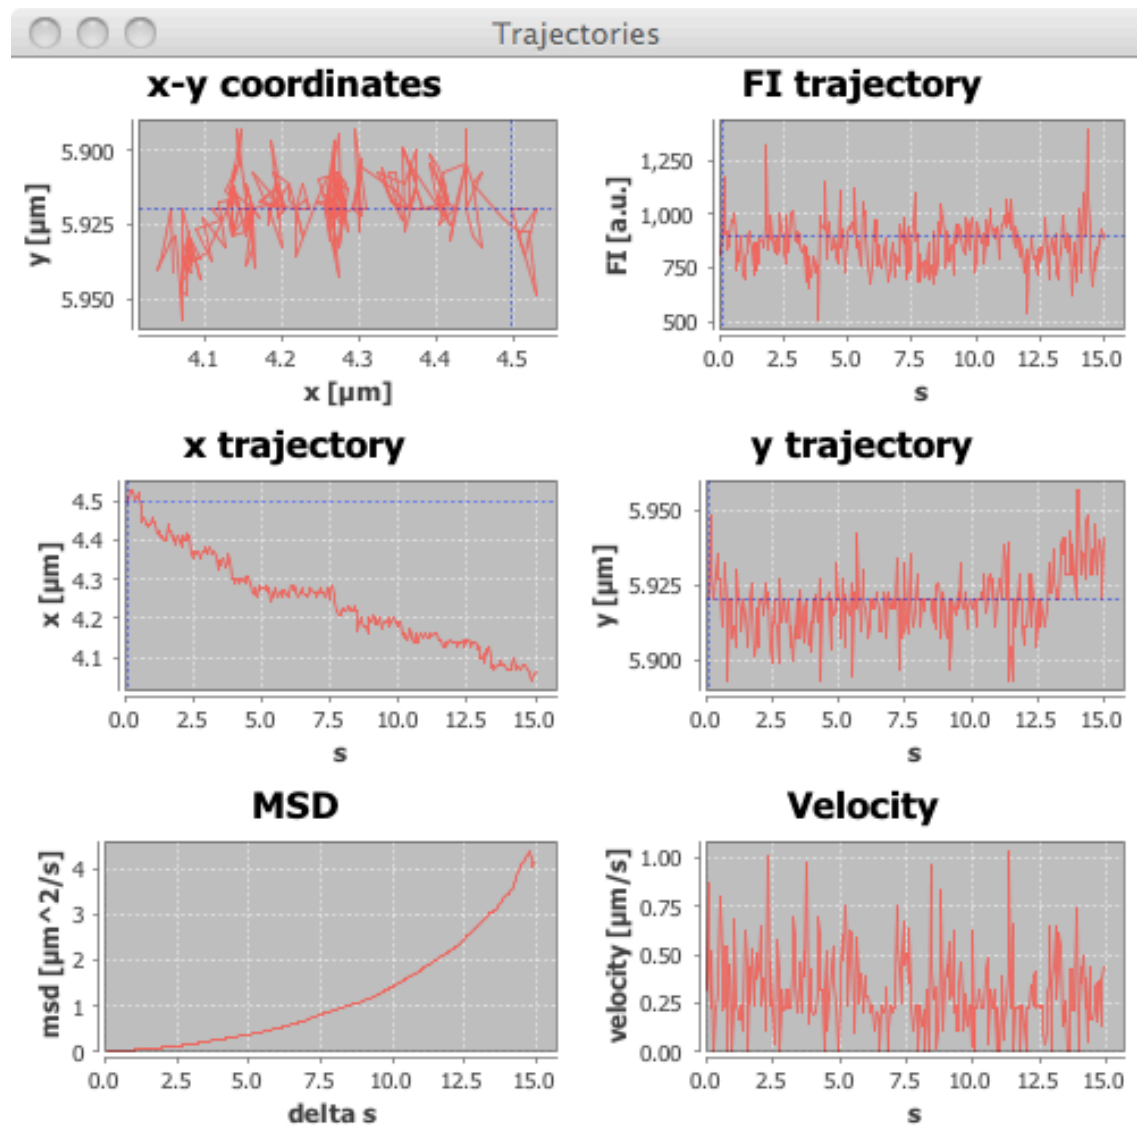 Trajectories
x-y coordinates
5.900
5.925
5.950
y [µm]
4.1 4.2 4.3 4.4 4.5
x [µm]
FI trajectory
1,250
1,000
750
500
FI [a.u.]
0.0 2.5 5.0 7.5 10.0 12.5 15.0
s
x trajectory
4.5
4.4
4.3
4.2
4.1
x [µm]
0.0 2.5 5.0 7.5 10.0 12.5 15.0
s
y trajectory
5.950
5.925
5.900
y [µm]
0.0 2.5 5.0 7.5 10.0 12.5 15.0
s
MSD
4
3
2
1
0
msd [µm^2/s]
0.0 2.5 5.0 7.5 10.0 12.5 15.0
delta s
Velocity
1.00
0.75
0.50
0.25
0.00
velocity [µm/s]
0.0 2.5 5.0 7.5 10.0 12.5 15.0
s